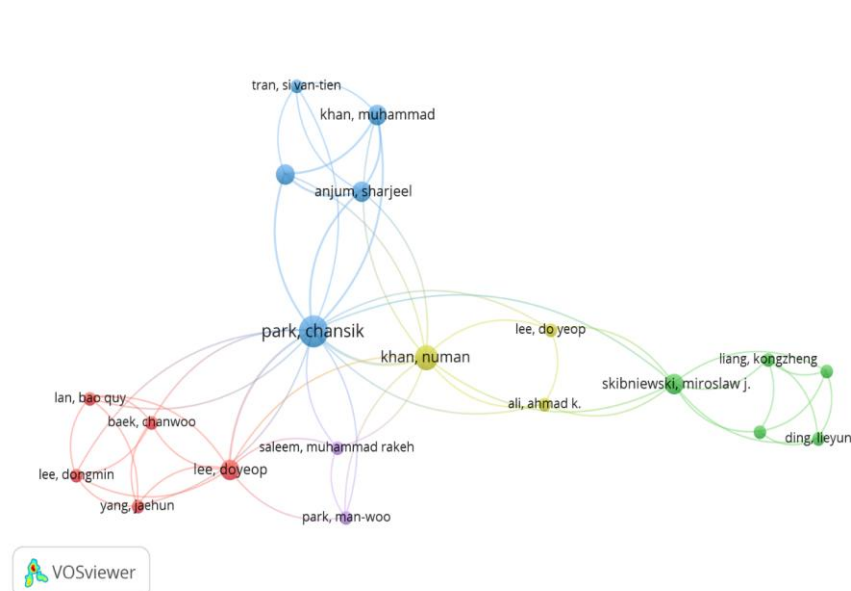 tran, si van-tien
khan, muhammad
anjum, sharjeel
park, chansik
khan, numan
lee, do yeop
liang, kongzheng
skibniewski, miroslaw j.
lan, bao quy
ali, ahmad k.
baek, chanwoo
ding, lieyun
saleem, muhammad rakeh
lee, dongmin
lee, doyeop
yang, jaehun
park, man-woo
VOSviewer